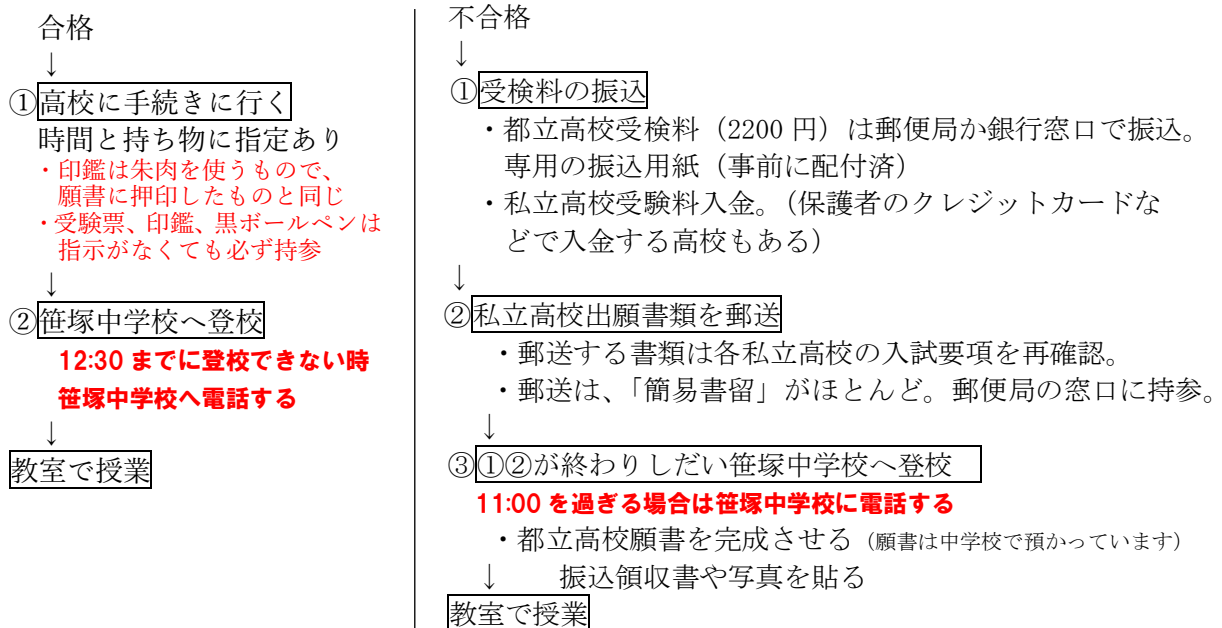 合格
↓
①高校に手続きに行く
時間と持ち物に指定あり
・印鑑は朱肉を使うもので、
願書に押印したものと同じ
・受験票、印鑑、黒ボールペンは
指示がなくても必ず持参
↓
②笹塚中学校へ登校
12:30 までに登校できない時
笹塚中学校へ電話する
↓
教室で授業
不合格
↓
①受検料の振込
・都立高校受検料（2200 円）は郵便局か銀行窓口で振込。
専用の振込用紙（事前に配付済）
・私立高校受験料入金。（保護者のクレジットカードな
どで入金する高校もある）
↓
②私立高校出願書類を郵送
・郵送する書類は各私立高校の入試要項を再確認。
・郵送は、「簡易書留」がほとんど。郵便局の窓口に持参。
↓
③①②が終わりしだい笹塚中学校へ登校
11:00 を過ぎる場合は笹塚中学校に電話する
・都立高校願書を完成させる（願書は中学校で預かっています）
↓　　振込領収書や写真を貼る
教室で授業